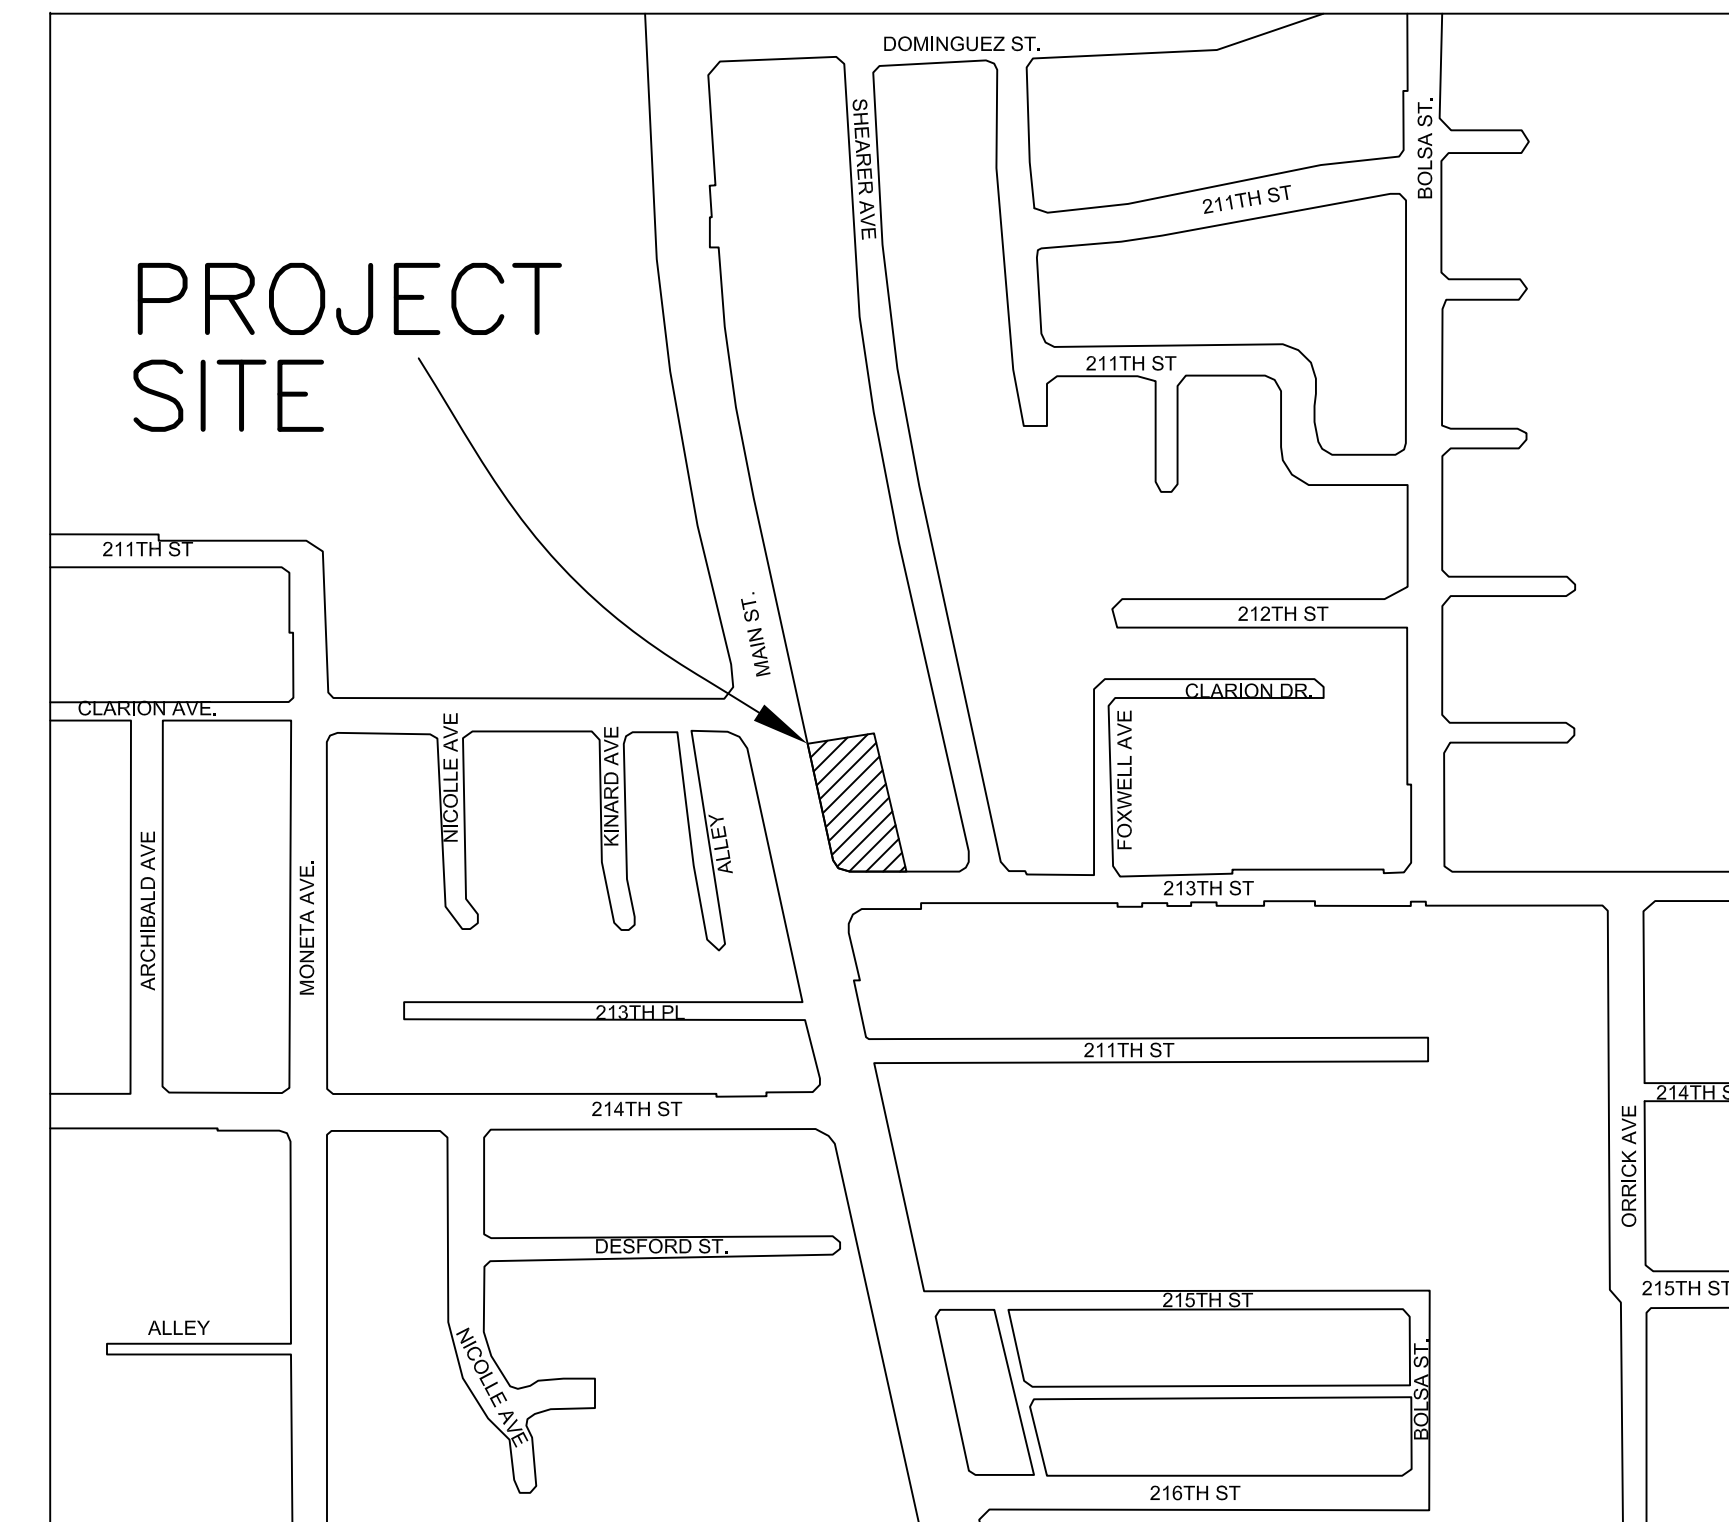 DOMINGUEZ ST.
SHEARER AVE
BOLSA ST.
211TH ST
PROJECT
SITE
211TH ST
211TH ST
MAIN ST.
212TH ST
CLARION DR.
CLARION AVE.
NICOLLE AVE
KINARD AVE
ALLEY
FOXWELL AVE
ARCHIBALD AVE
MONETA AVE.
213TH ST
213TH PL
211TH ST
214TH ST
214TH S
ORRICK AVE
DESFORD ST.
215TH ST
215TH ST
ALLEY
NICOLLE AVE
BOLSA ST.
216TH ST